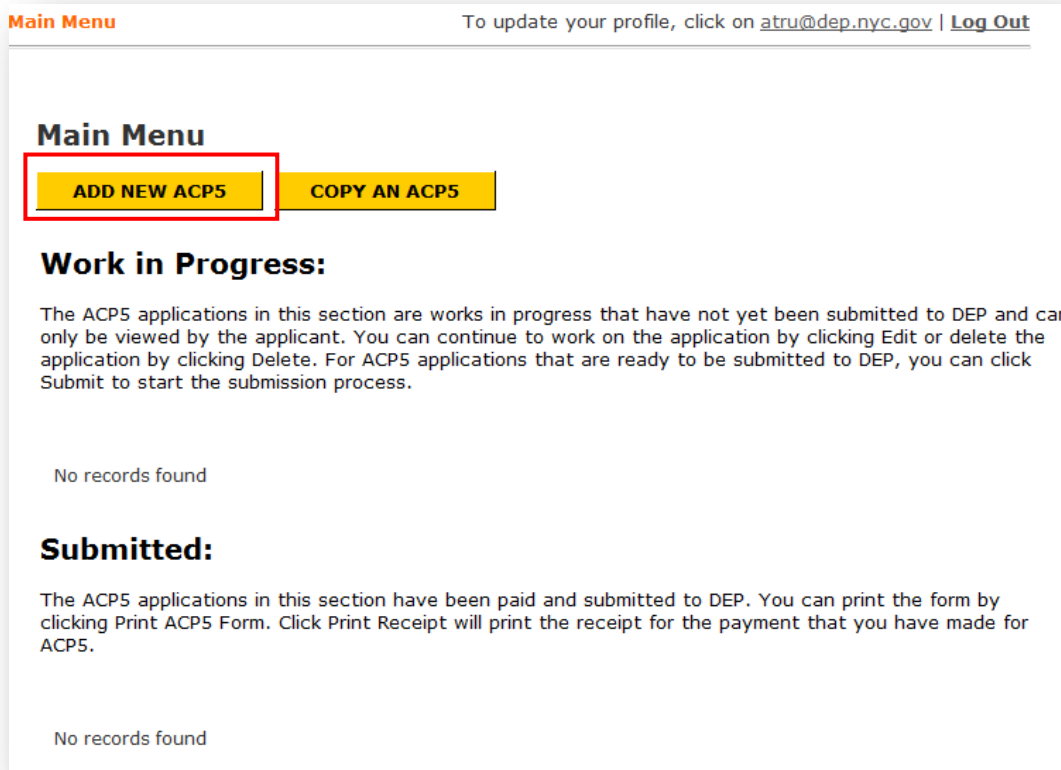 Main Menu To update your profile, click on atru@dep.nyc.gov | Log Out
Main Menu
ADD NEW ACP5 COPY AN ACP5
Work in Progress:
The ACP5 applications in this section are works in progress that have not yet been submitted to DEP and can
only be viewed by the applicant. You can continue to work on the application by clicking Edit or delete the
application by clicking Delete. For ACP5 applications that are ready to be submitted to DEP, you can click
Submit to start the submission process.
No records found
Submitted:
The ACP5 applications in this section have been paid and submitted to DEP. You can print the form by
clicking Print ACP5 Form. Click Print Receipt will print the receipt for the payment that you have made for
ACP5.
No records found